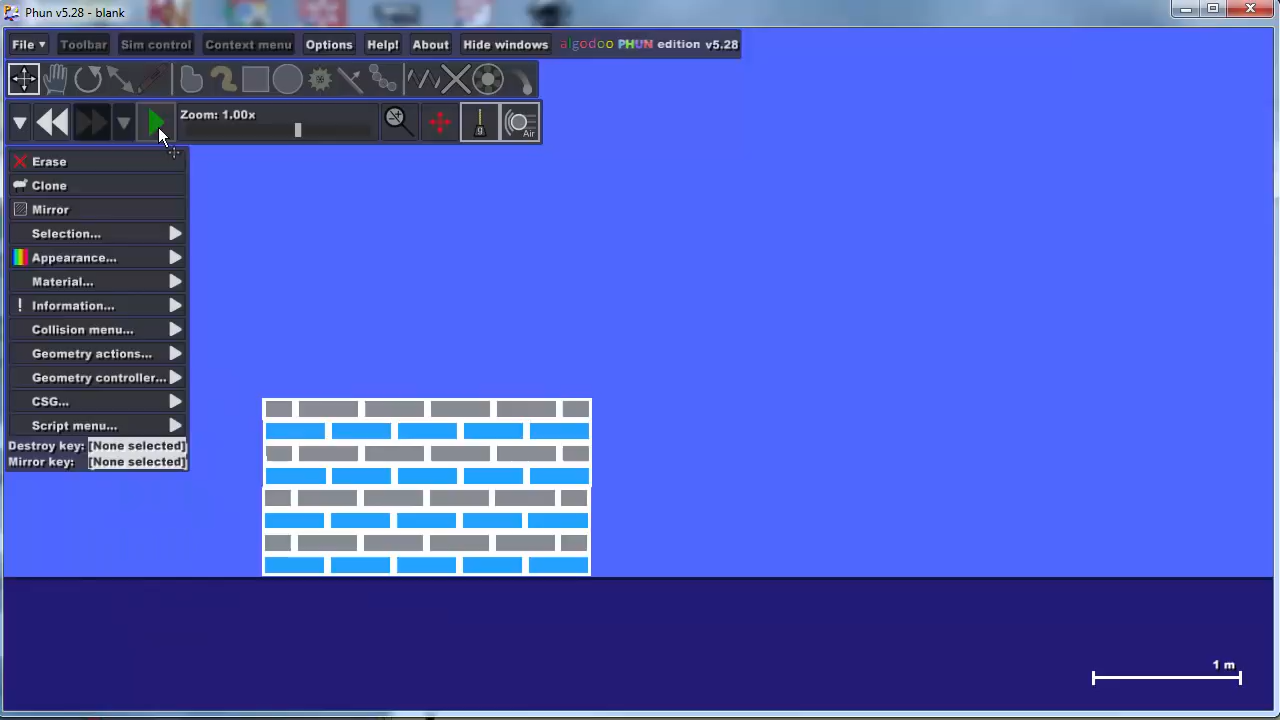 Phun v5.28 - blank
File Toolbar Sim control Context menu Options Help! About Hide windows algodoo PHUN edition v5.28
Zoom: 1.00x
g
Air
Erase
Clone
Mirror
Selection...
Appearance...
Material...
Information...
Collision menu...
Geometry actions...
Geometry controller...
CSG...
Script menu...
Destroy key: [None selected]
Mirror key: [None selected]
1 m